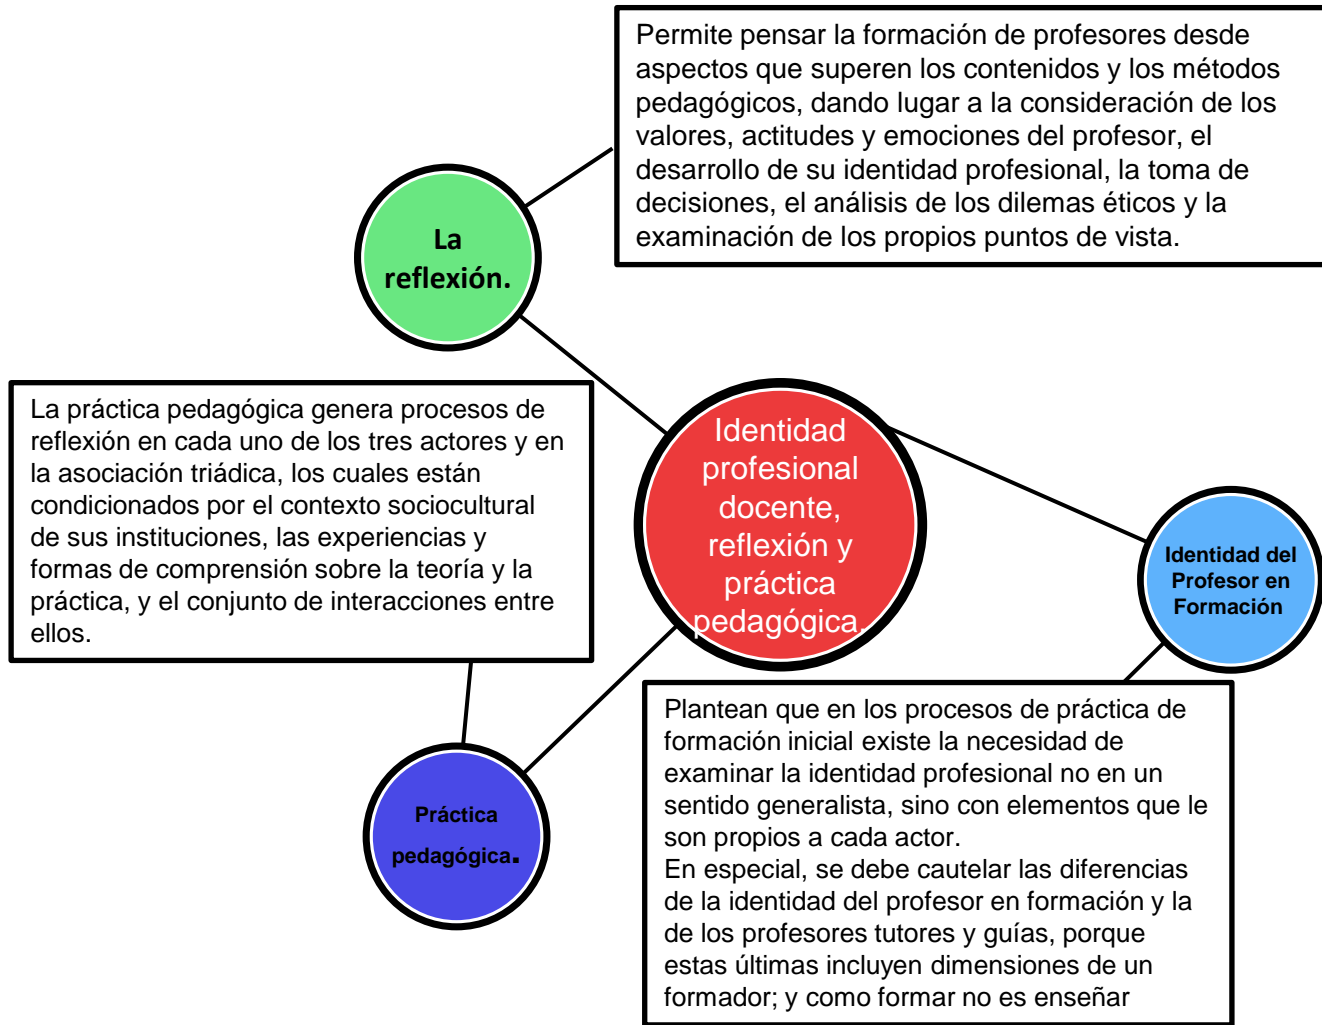 Permite pensar la formación de profesores desde
aspectos que superen los contenidos y los métodos
pedagógicos, dando lugar a la consideración de los
valores, actitudes y emociones del profesor, el
desarrollo de su identidad profesional, la toma de
decisiones, el análisis de los dilemas éticos y la
examinación de los propios puntos de vista.
La
reflexión.
La práctica pedagógica genera procesos de
reflexión en cada uno de los tres actores y en
la asociación triádica, los cuales están
condicionados por el contexto sociocultural
de sus instituciones, las experiencias y
formas de comprensión sobre la teoría y la
práctica, y el conjunto de interacciones entre
ellos.
Identidad
profesional
docente,
reflexión y
práctica
pedagógica.
Identidad del
Profesor en
Formación
Práctica
pedagógica.
Plantean que en los procesos de práctica de
formación inicial existe la necesidad de
examinar la identidad profesional no en un
sentido generalista, sino con elementos que le
son propios a cada actor.
En especial, se debe cautelar las diferencias
de la identidad del profesor en formación y la
de los profesores tutores y guías, porque
estas últimas incluyen dimensiones de un
formador; y como formar no es enseñar